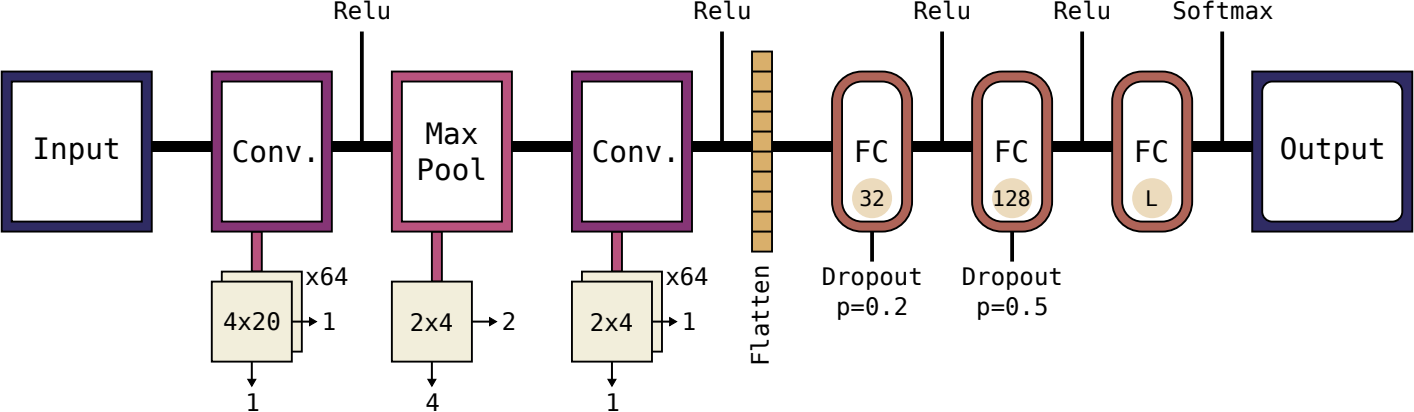 Relu
Relu
Relu
Relu
Softmax
Input
Conv.
Max
Pool
Conv.
FC
32
FC
128
FC
L
Output
x64
4x20
1
1
2x4
2
4
x64
2x4
1
1
Flatten
Dropout
p=0.2
Dropout
p=0.5